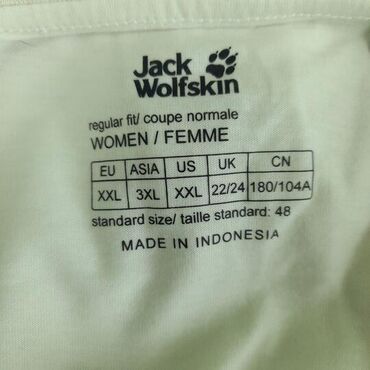 Jack
Wolfskin
regular fit/ coupe normale
WOMEN / FEMME
EU ASIA US UK CN
XXL 3XL XXL 22/24 180/104A
standard size/ taille standard: 48
MADE IN INDONESIA